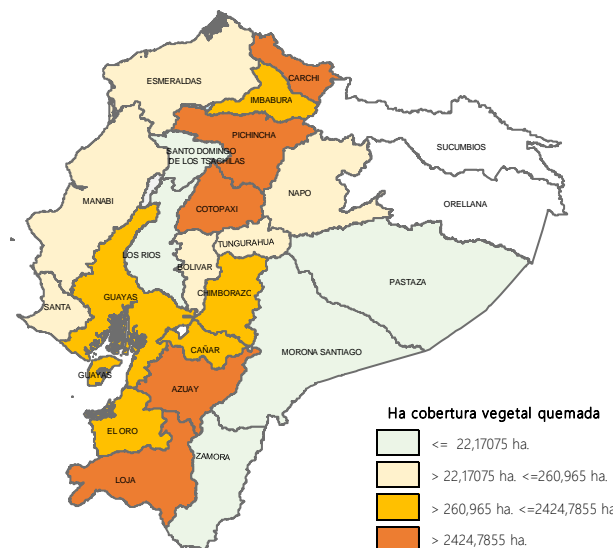 ESMERALDAS
CARCHI
IMBABURA
PICHINCHA
SANTO DOMINGO
DE LOS TSACHILAS
SUCUMBIOS
NAPO
MANABI
COTOPAXI
ORELLANA
TUNGURAHUA
LOS RIOS
BOLIVAR
PASTAZA
SANTA
GUAYAS
CHIMBORAZO
CAÑAR
MORONA SANTIAGO
GUAYAS
AZUAY
EL ORO
ZAMORA
LOJA
Ha cobertura vegetal quemada
<= 22,17075 ha.
> 22,17075 ha. <=260,965 ha.
> 260,965 ha. <=2424,7855 ha
> 2424,7855 ha.